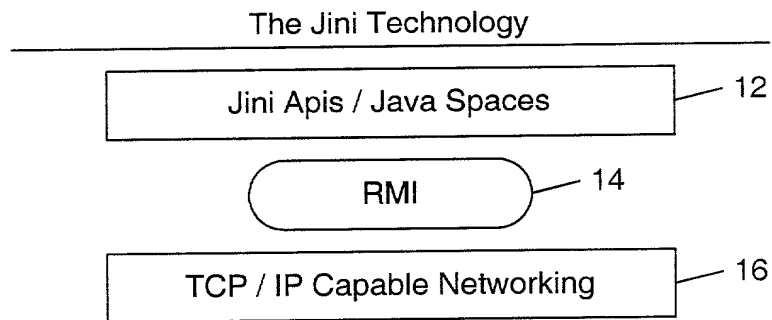 The Jini Technology
Jini Apis / Java Spaces
12
RMI
14
TCP / IP Capable Networking
16